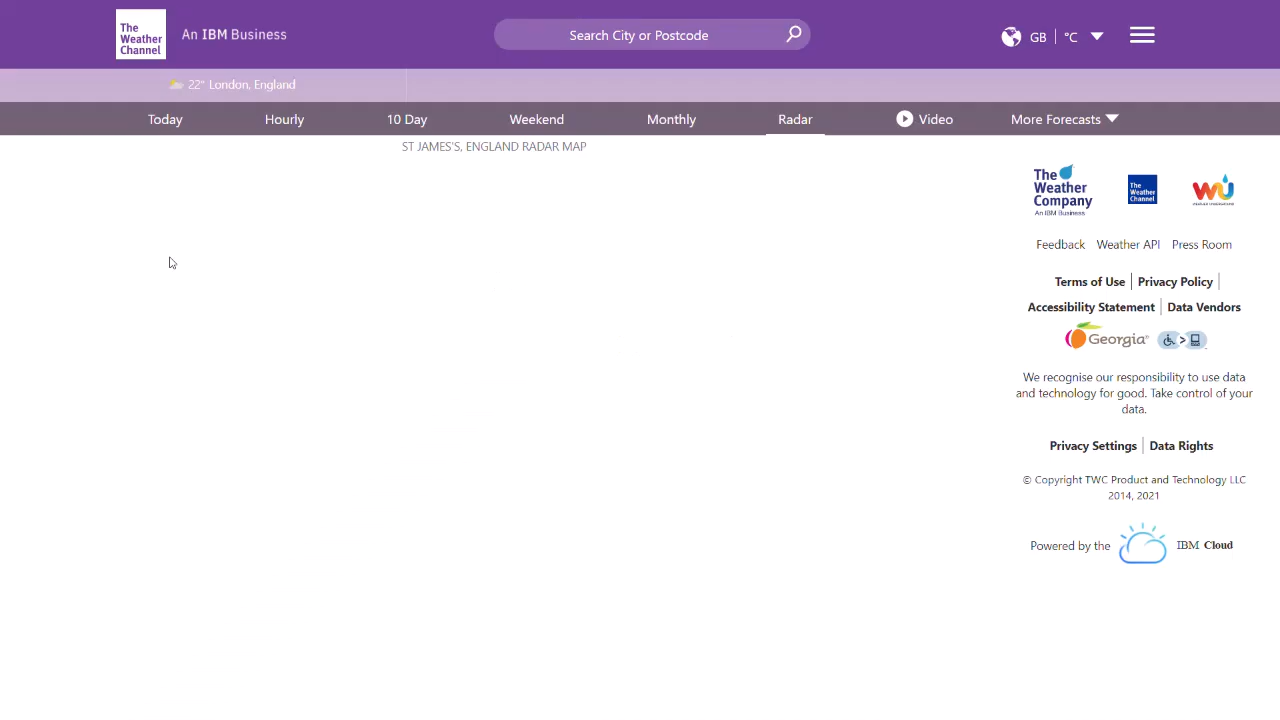 The
Weather
Channel
An IBM Business
Search City or Postcode
GB
°C
22° London, England
Today
Hourly
10 Day
Weekend
Monthly
Radar
Video
More Forecasts
ST JAMES'S, ENGLAND RADAR MAP
The
Weather
Company
An IBM Business
The
Weather
Channel
WU
WEATHER UNDERGROUND
Feedback
Weather API
Press Room
Terms of Use
Privacy Policy
Accessibility Statement
Data Vendors
Georgia
We recognise our responsibility to use data
and technology for good. Take control of your
data.
Privacy Settings
Data Rights
© Copyright TWC Product and Technology LLC
2014, 2021
Powered by the
IBM Cloud